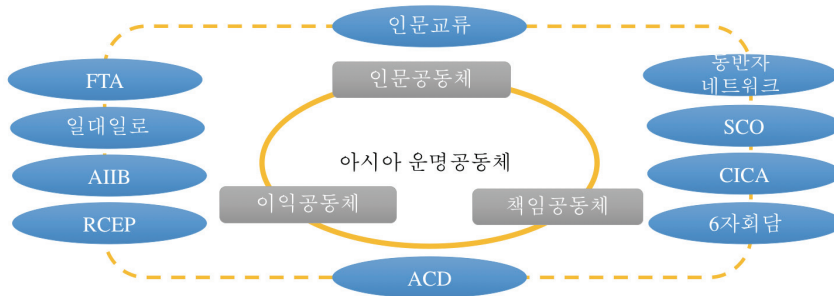 인문교류
인문공동체
FTA
일대일로
AIIB
RCEP
아시아 운명공동체
이익공동체
책임공동체
동반자
네트워크
SCO
CICA
6자회담
ACD